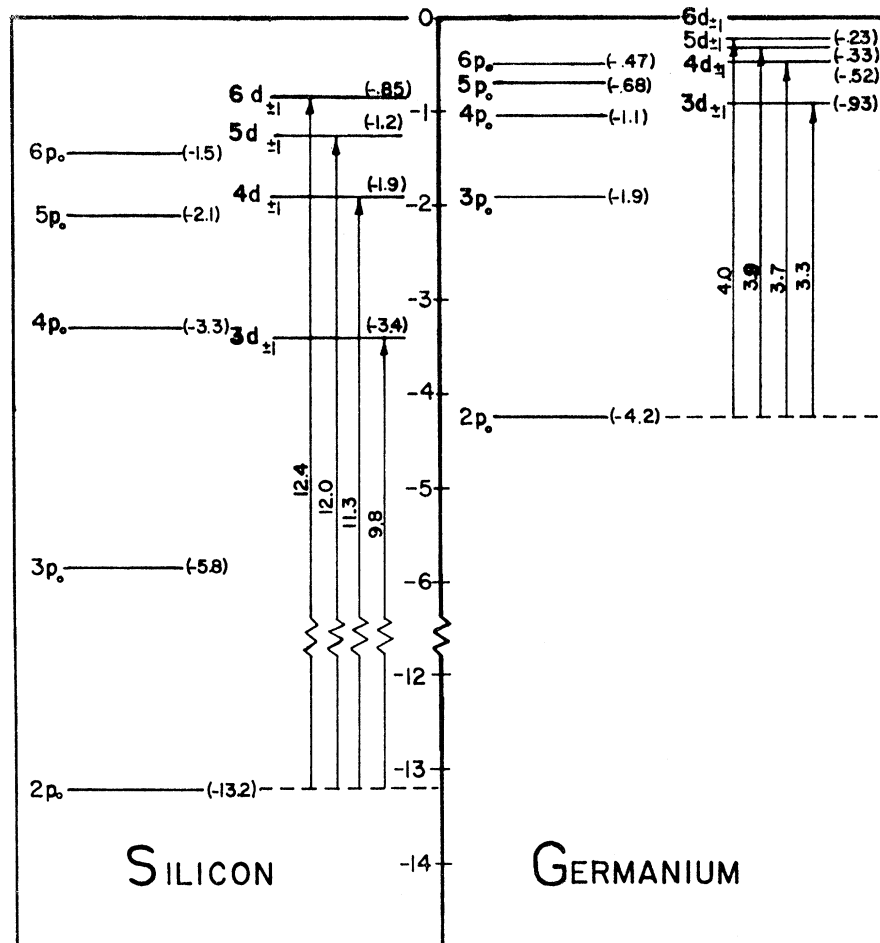 0
-1
-2
-3
-4
-5
-6
-12
-13
-14
6d±1 (-.85)
5d±1 (-1.2)
6p₀ (-1.5)
4d±1 (-1.9)
5p₀ (-2.1)
4p₀ (-3.3)
3d±1 (-3.4)
12.4
12.0
11.3
9.8
3p₀ (-5.8)
2p₀ (-13.2)
SILICON
6d±1 (-.23)
5d±1 (-.33)
6p₀ (-.47)
4d±1 (-.52)
5p₀ (-.68)
3d±1 (-.93)
4p₀ (-1.1)
3p₀ (-1.9)
4.0
3.7
3.3
2p₀ (-4.2)
GERMANIUM